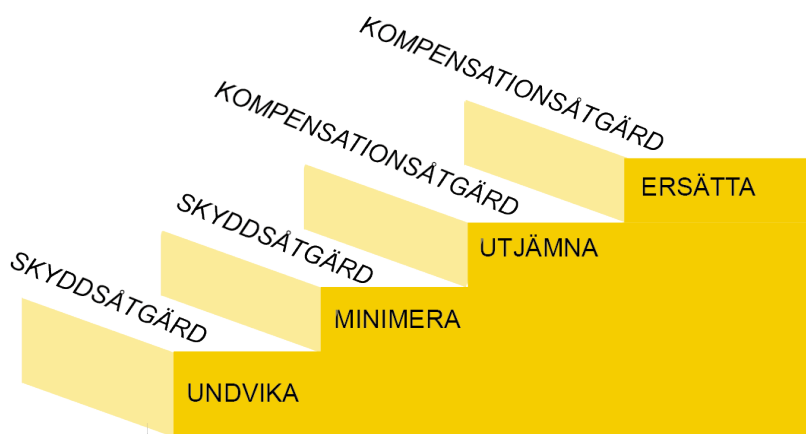 KOMPENSATIONSÅTGÄRD
ERSÄTTA
KOMPENSATIONSÅTGÄRD
UTJÄMNA
SKYDDSÅTGÄRD
MINIMERA
SKYDDSÅTGÄRD
UNDVIKA